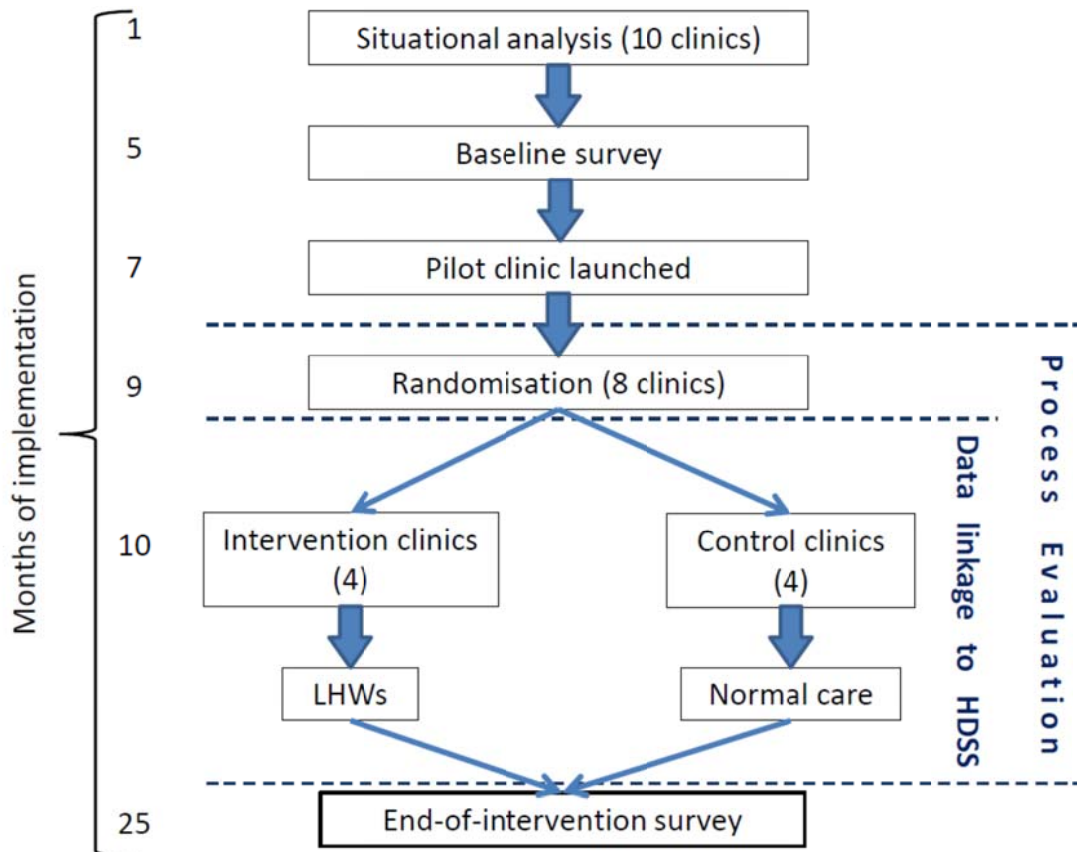 1
Situational analysis (10 clinics)
5
Baseline survey
7
Pilot clinic launched
9
Randomisation (8 clinics)
Months of implementation
10
Intervention clinics
(4)
Control clinics
(4)
LHWs
Normal care
Data linkage to HDSS
Process Evaluation
25
End-of-intervention survey